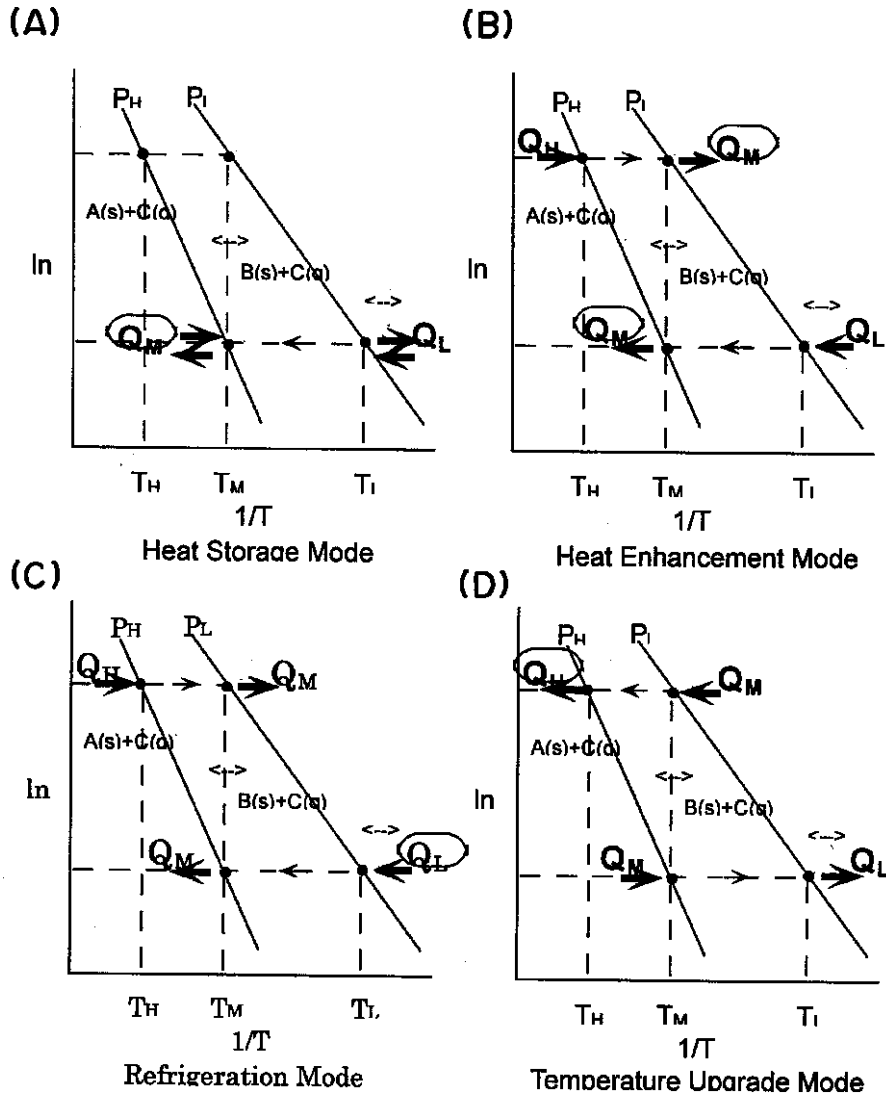 (A)
PH PI
A(s)+C(g)
<-->
B(s)+C(g)
<-->
ln
QM
QL
TH TM TI
1/T
Heat Storage Mode
(B)
PH PI
QH
QM
A(s)+C(g)
<-->
B(s)+C(g)
<-->
ln
QM
QL
TH TM TI
1/T
Heat Enhancement Mode
(C)
PH PL
QH
QM
A(s)+C(g)
<-->
B(s)+C(g)
<-->
ln
QM
QL
TH TM TL
1/T
Refrigeration Mode
(D)
PH PI
QH
QM
A(s)+C(g)
<-->
B(s)+C(g)
<-->
ln
QM
QL
TH TM TI
1/T
Temperature Upgrade Mode